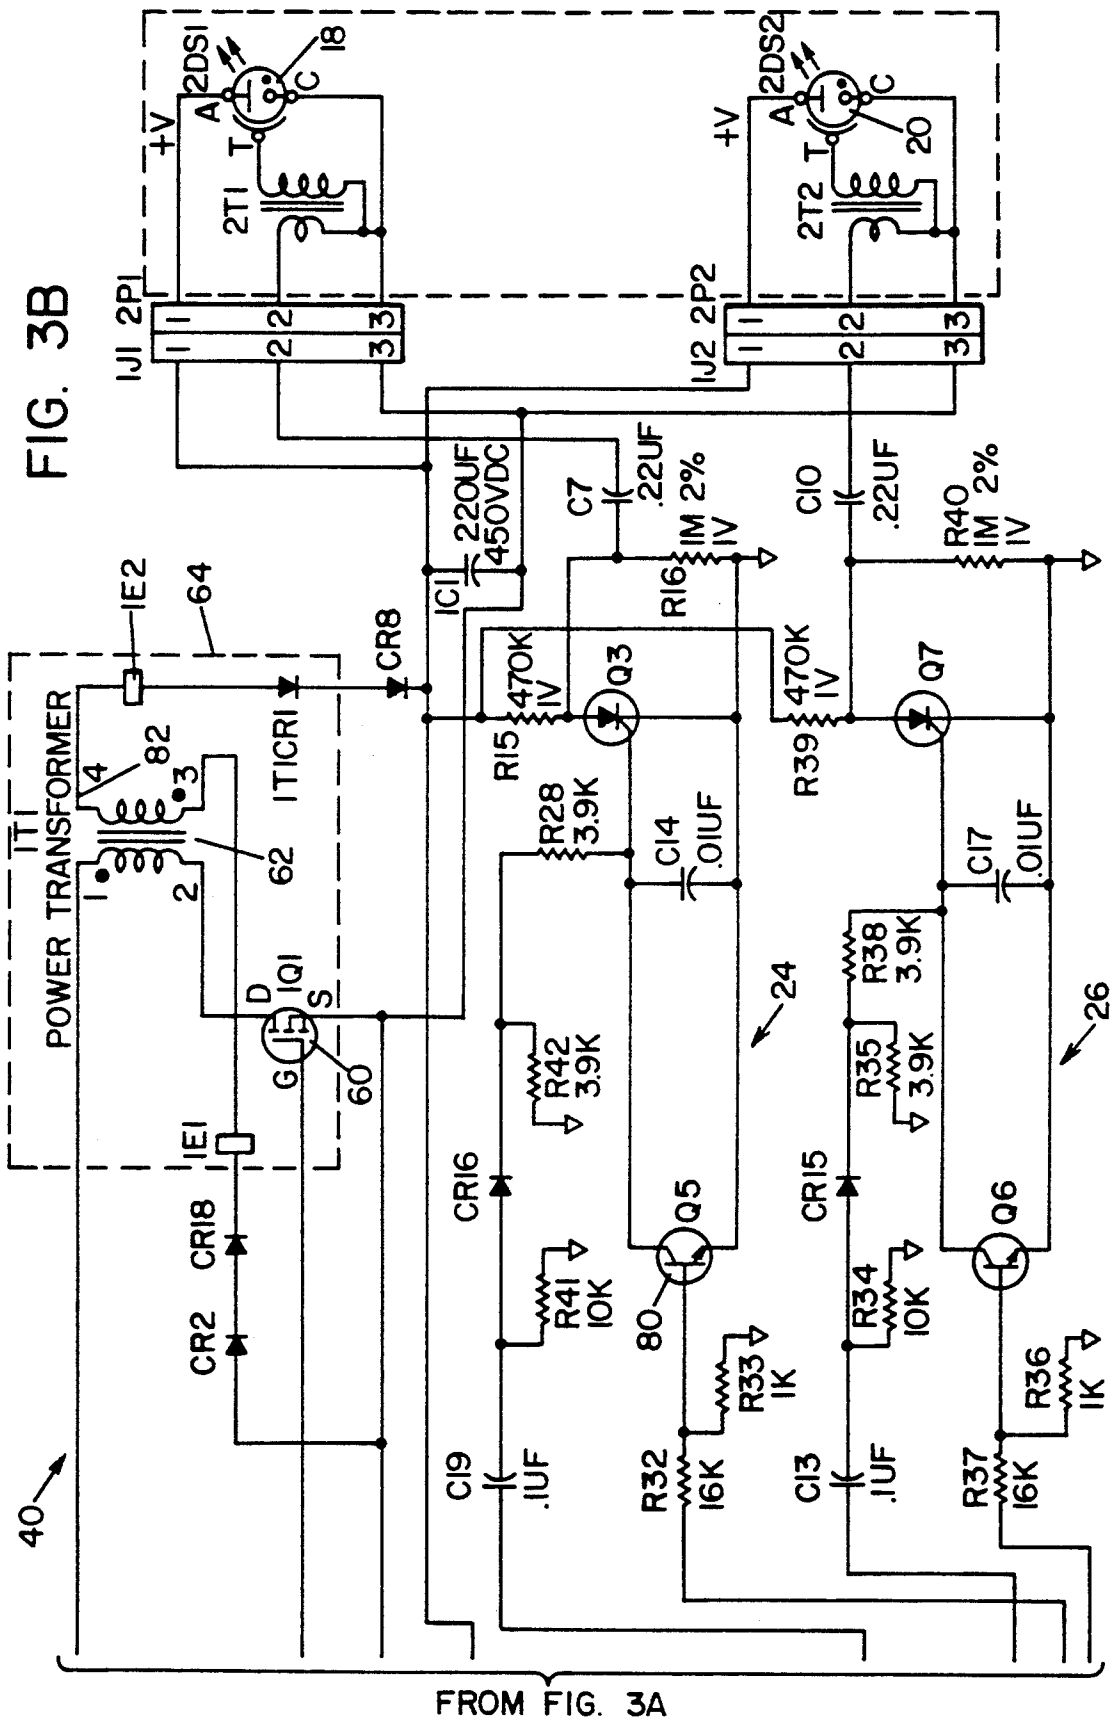 FIG. 3B
40
1T1
POWER TRANSFORMER
1
2
4
3
82
62
1E2
64
1T1CR1
CR8
CR2
CR18
1E1
G
D
S
1Q1
60
1J1
2P1
1
1
2
2
3
3
+V
2T1
T
A
C
2DS1
18
1J2
2P2
1
1
2
2
3
3
+V
2T2
T
A
C
2DS2
20
1C1
220UF
450VDC
C7
.22UF
R16
1M 2%
1V
R15
470K
1V
Q3
R28
3.9K
C14
.01UF
R42
3.9K
CR16
R41
10K
C19
.1UF
80
Q5
R32
16K
R33
1K
24
C10
.22UF
R40
1M 2%
1V
R39
470K
1V
Q7
C17
.01UF
R38
3.9K
R35
3.9K
CR15
R34
10K
C13
.1UF
Q6
R37
16K
R36
1K
26
FROM FIG. 3A